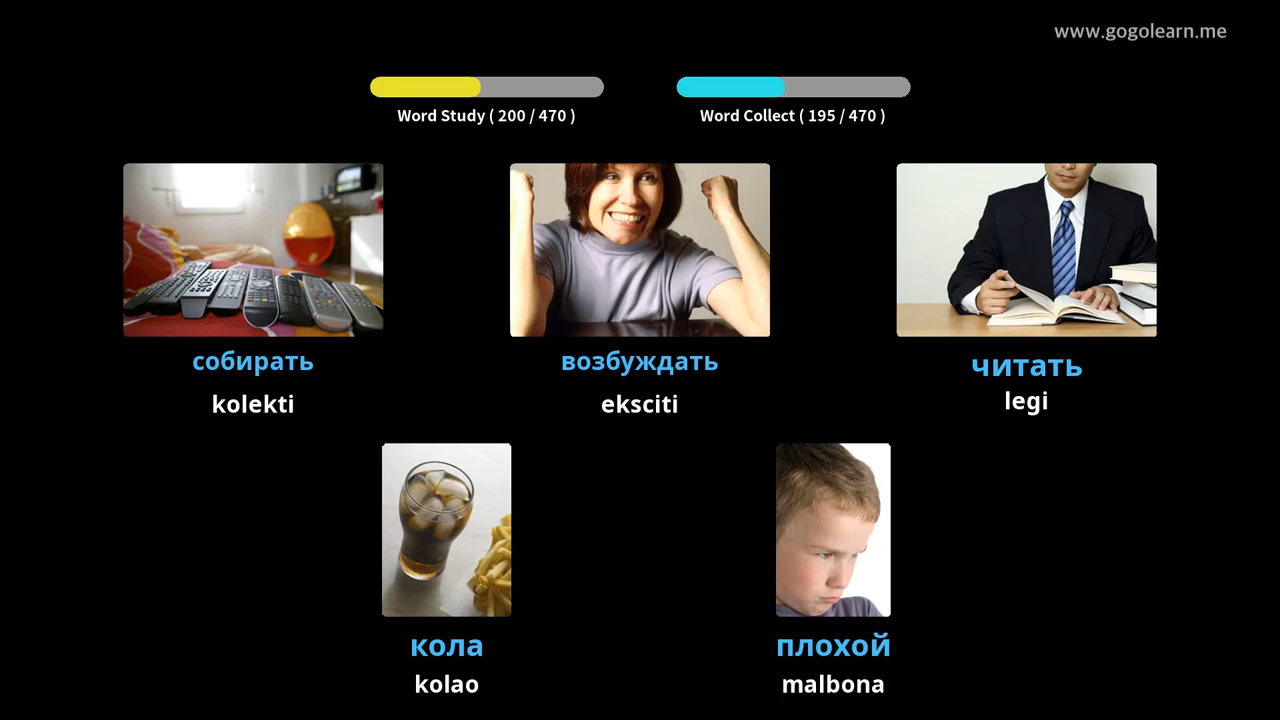 www.gogolearn.me
Word Study ( 200 / 470 )
Word Collect ( 195 / 470 )
собирать
kolekti
возбуждать
eksciti
читать
legi
кола
kolao
плохой
malbona